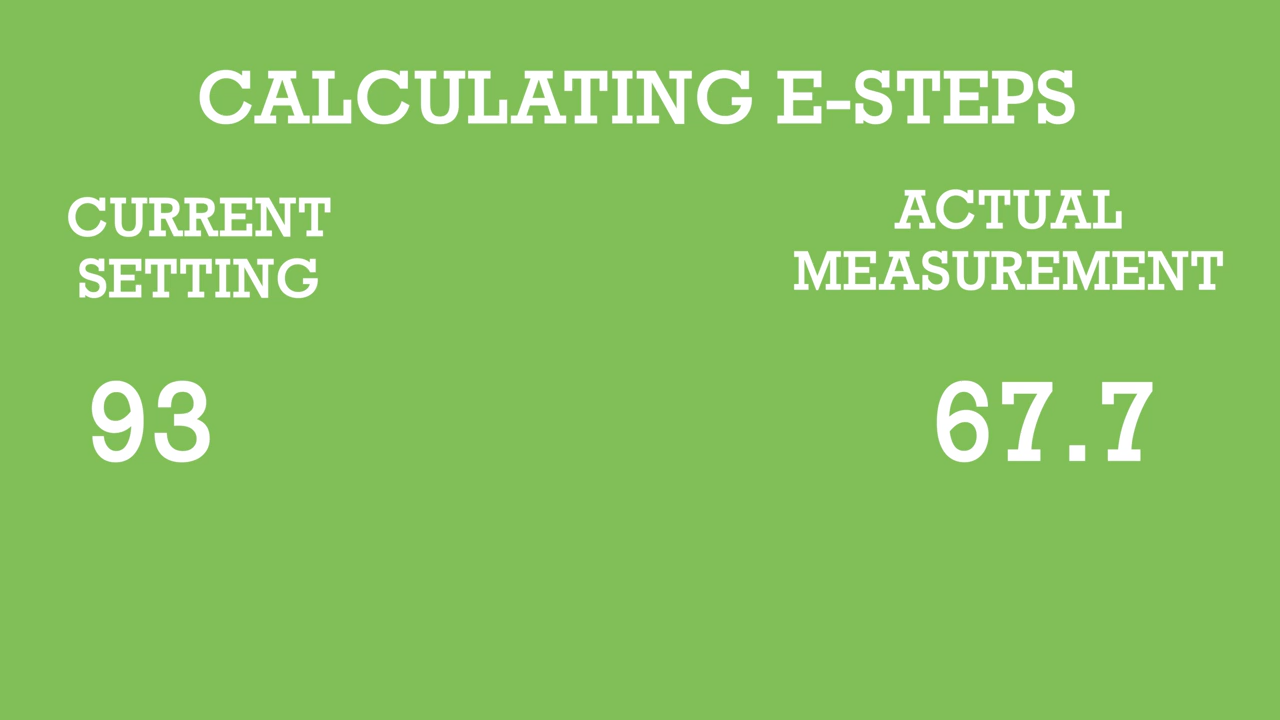 CALCULATING E-STEPS
CURRENT
SETTING
ACTUAL
MEASUREMENT
93
67.7